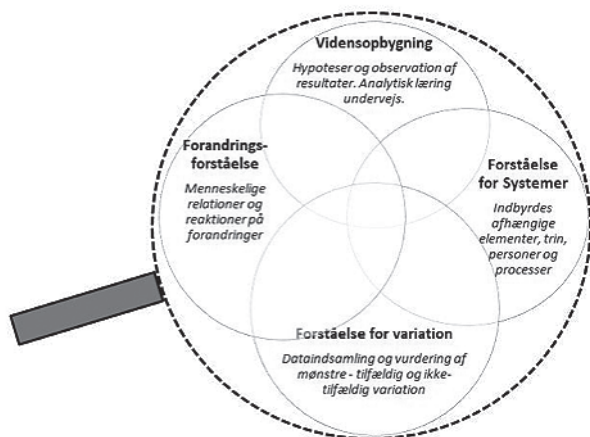 Vidensopbygning
Hypoteser og observation af
resultater. Analytisk læring
undervejs.
Forandrings-
forståelse
Menneskelige
relationer og
reaktioner på
forandringer
Forståelse
for Systemer
Indbyrdes
afhængige
elementer, trin,
personer og
processer
Forståelse for variation
Dataindsamling og vurdering af
mønstre - tilfældig og ikke-
tilfældig variation